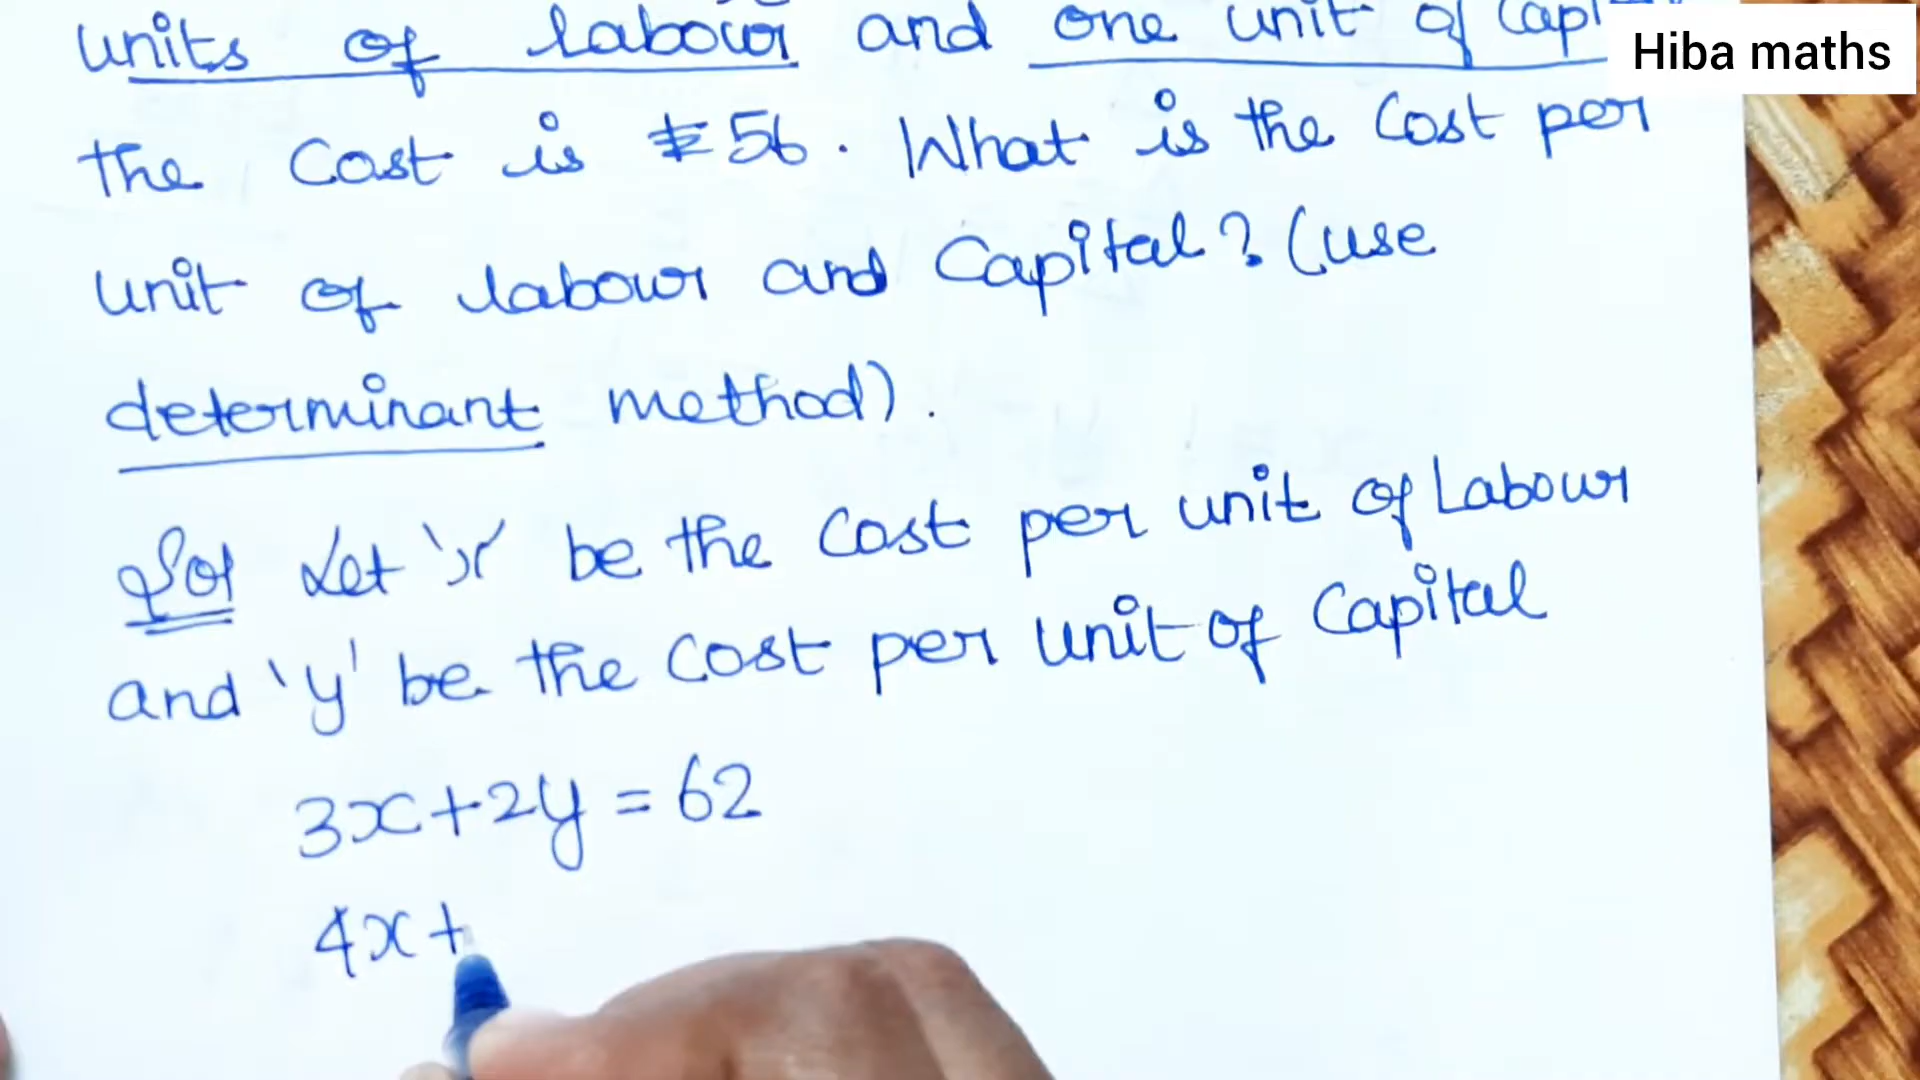 units of labour and one unit of Capi
Hiba maths
the Cost is ₹56. What is the Cost per
unit of labour and Capital? (use
determinant method).
Sol Let 'x' be the Cost per unit of Labour
and 'y' be the Cost per unit of Capital
3x+2y = 62
4x+